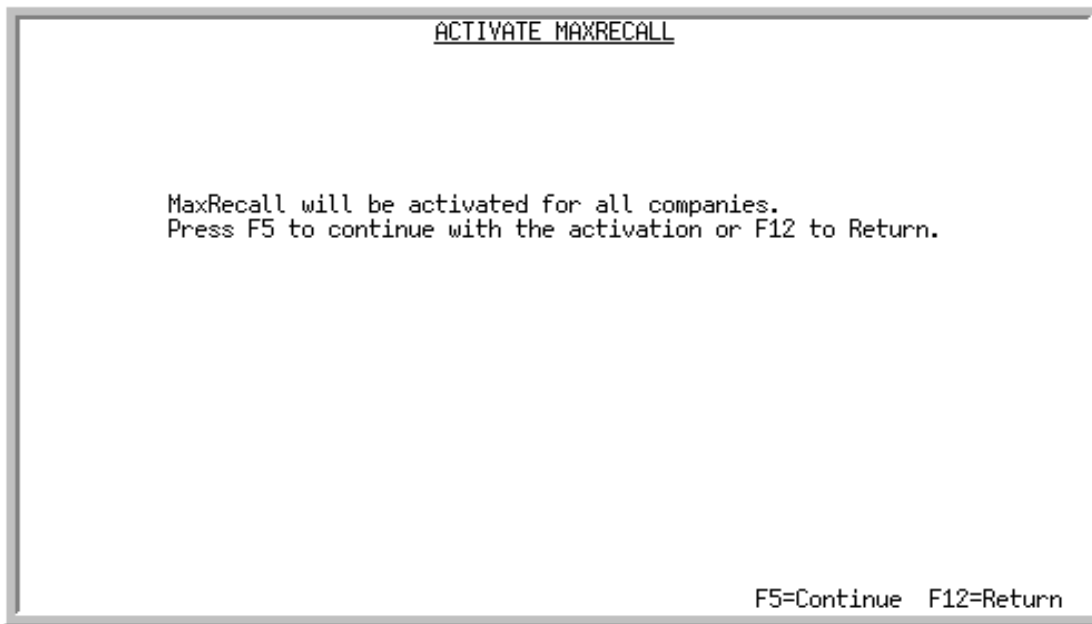 ACTIVATE MAXRECALL
MaxRecall will be activated for all companies.
Press F5 to continue with the activation or F12 to Return.
F5=Continue F12=Return